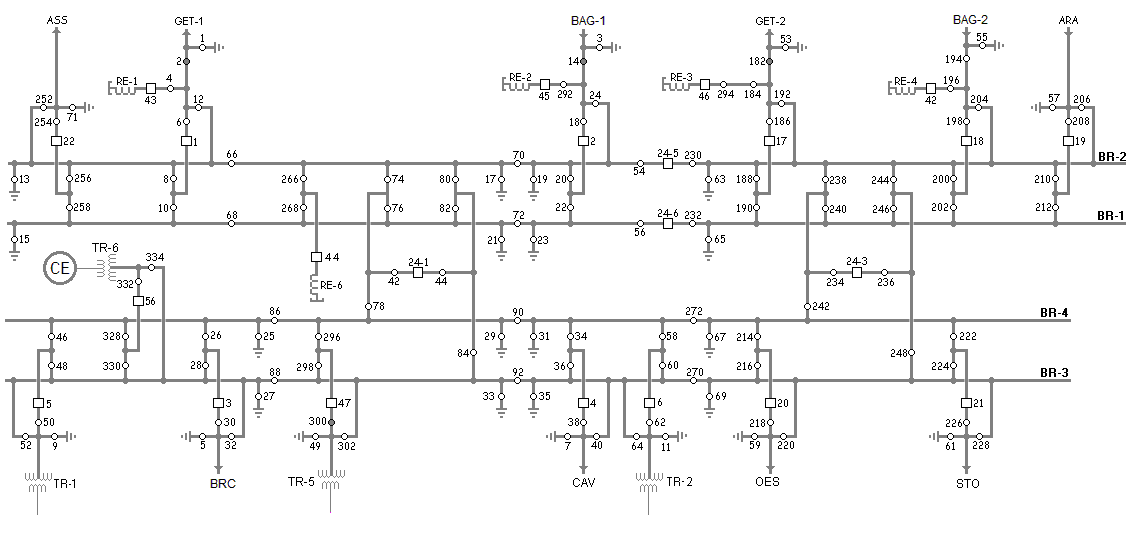 ASS GET-1 BAG-1 GET-2 BAG-2 ARA
1 3 53 55
2 14 182 194
RE-1 4 RE-2 RE-3 RE-4 196
43 45 292 46 294 184 42
252 71 12 24 192 204 57 206
254 6 18 186 198 208
22 1 2 17 18 19
66 70 24-5 230 BR-2
54
13 256 8 266 74 80 17 19 20 63 188 238 244 200 210
258 10 268 76 82 22 190 240 246 202 212
68 72 24-6 232 BR-1
56
15 21 23 65
TR-6 334 44 24-1 24-3
CE 332 42 44 234 236
56 RE-6
78 242
86 90 272 BR-4
46 328 26 25 296 29 31 34 58 67 214 222
84 248
48 330 28 298 36 60 216 224
88 92 270 BR-3
27 33 35 69
5 3 47 4 6 20 21
50 30 300 38 62 218 226
52 9 5 32 49 302 7 40 64 11 59 220 61 228
TR-1 BRC TR-5 CAV TR-2 OES STO